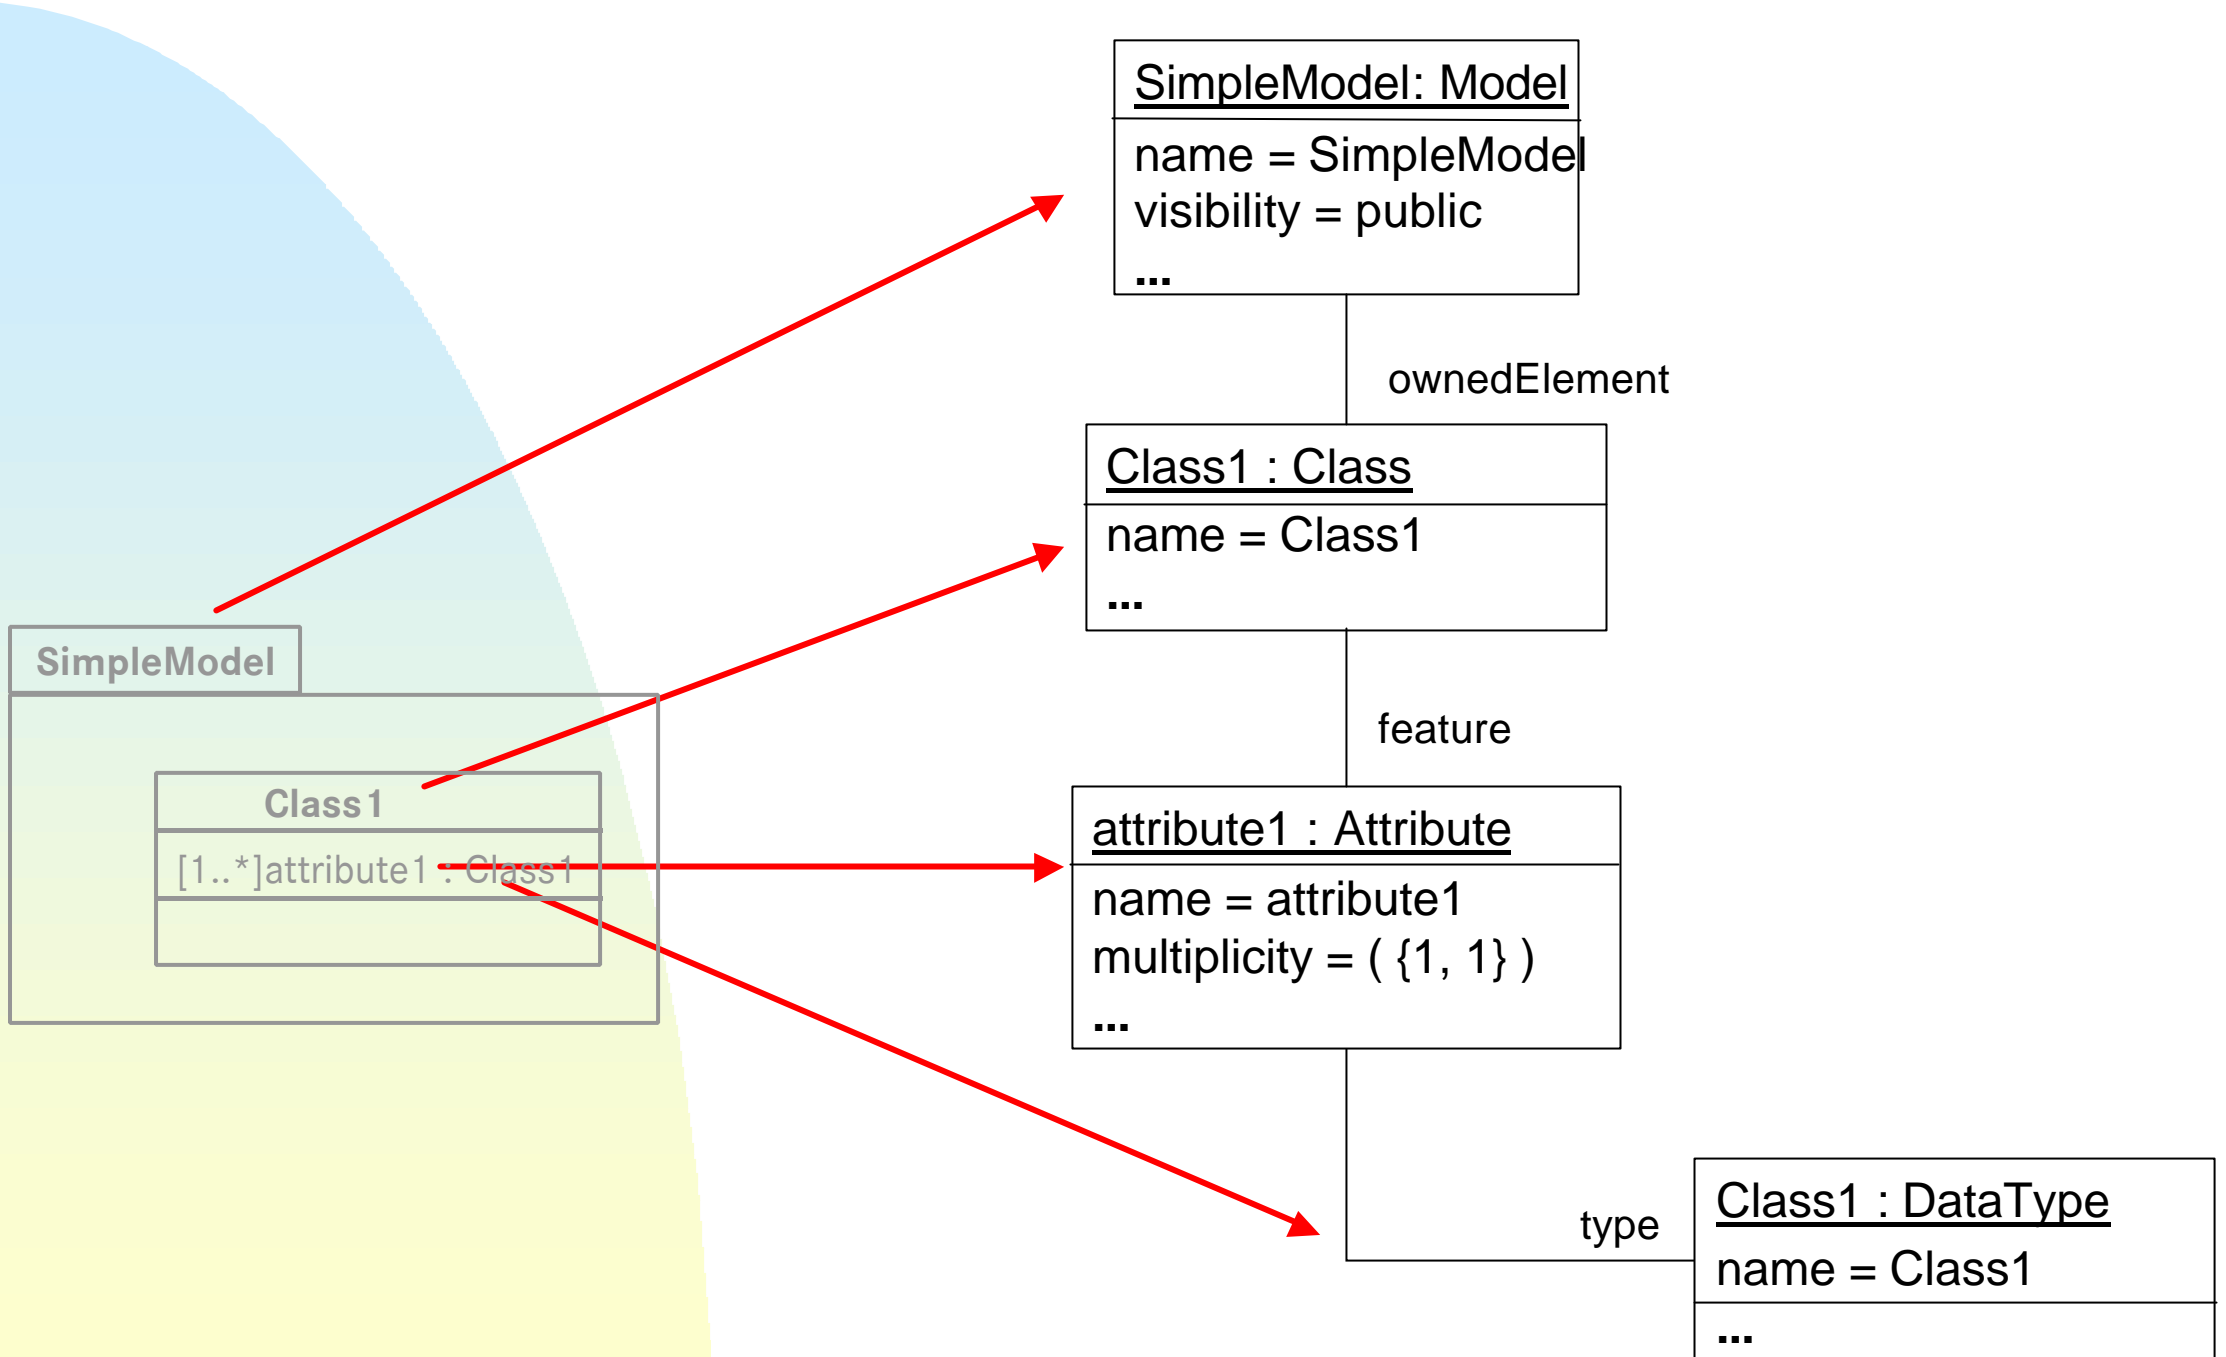 SimpleModel: Model
name = SimpleModel
visibility = public
...
ownedElement
Class1 : Class
name = Class1
...
SimpleModel
feature
Class1
[1..*]attribute1 : Class1
attribute1 : Attribute
name = attribute1
multiplicity = ( {1, 1} )
...
type
Class1 : DataType
name = Class1
...